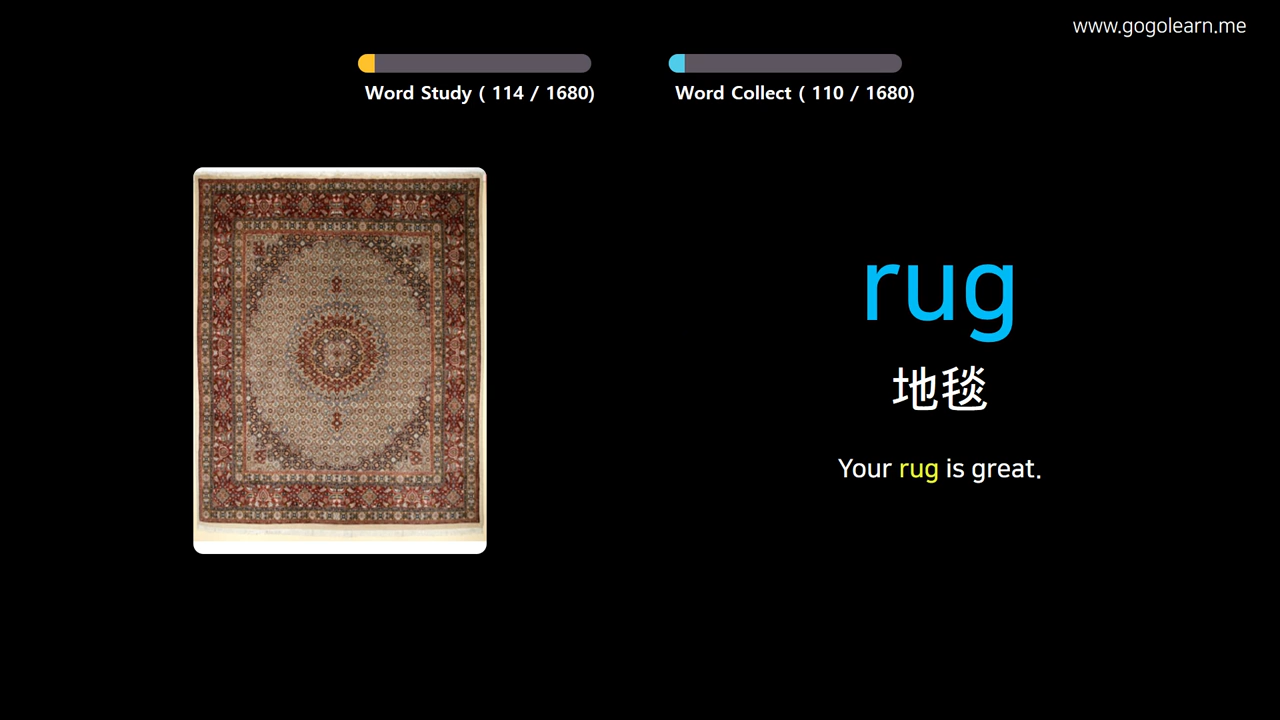 www.gogolearn.me
Word Study ( 114 / 1680)
Word Collect ( 110 / 1680)
rug
地毯
Your rug is great.